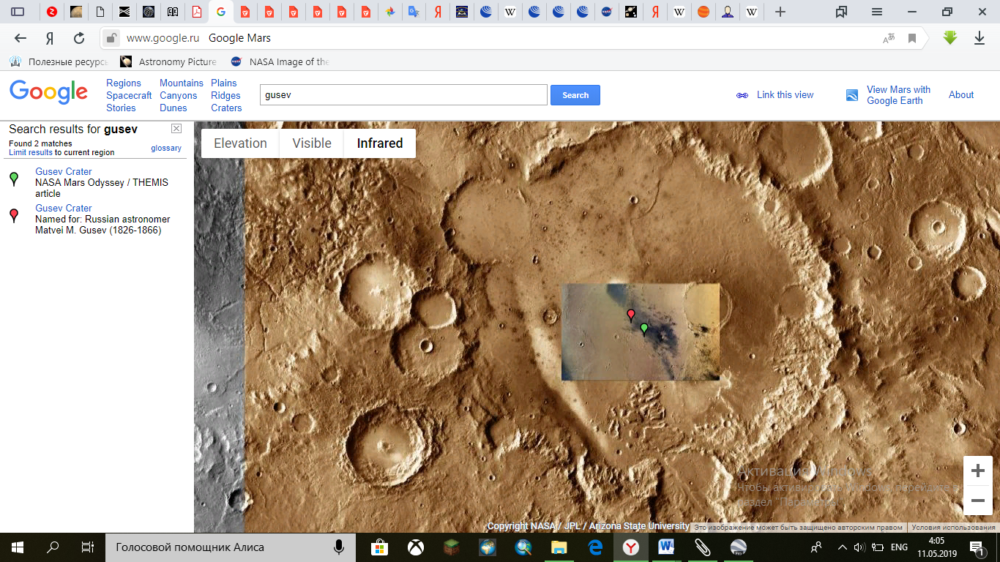 www.google.ru Google Mars
Полезные ресурс
Astronomy Picture
NASA Image of the
Google
Regions Mountains Plains
Spacecraft Canyons Ridges
Stories Dunes Craters
gusev
Search
Link this view
View Mars with
Google Earth
About
Search results for gusev
Found 2 matches
Limit results to current region
glossary
Gusev Crater
NASA Mars Odyssey / THEMIS
article
Gusev Crater
Named for: Russian astronomer
Matvei M. Gusev (1826-1866)
Elevation Visible Infrared
Активация Windows
Чтобы активировать Windows, перейдите в
раздел "Параметры".
Copyright NASA / JPL / Arizona State University
Это изображение может быть защищено авторским правом
Условия использования
Голосовой помощник Алиса
ENG
4:05
11.05.2019